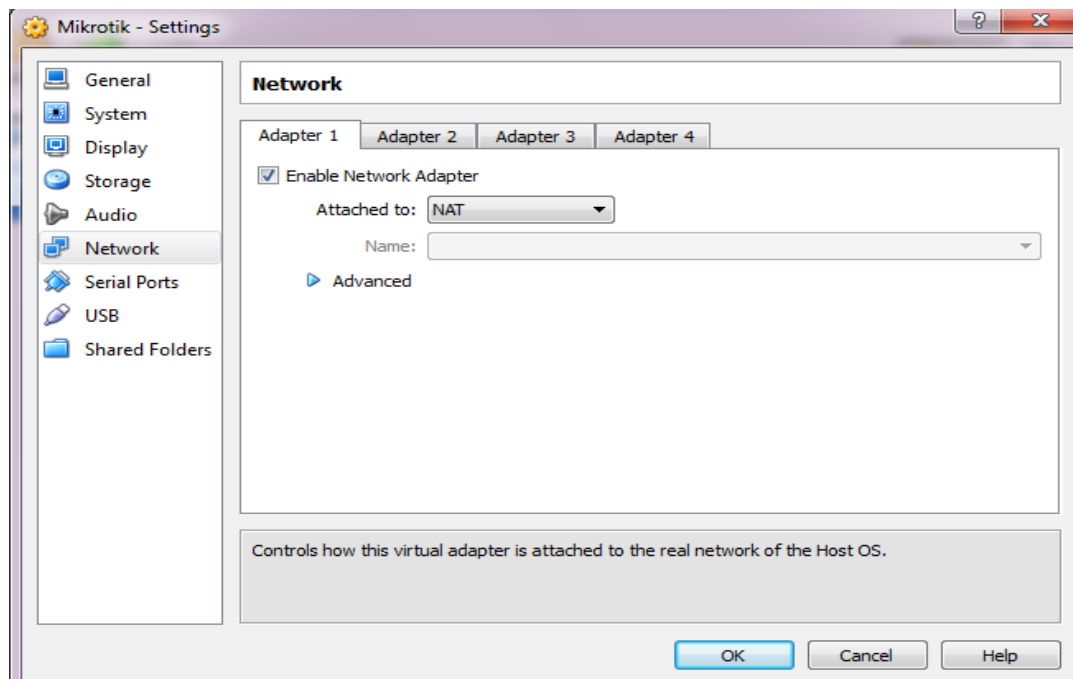 Mikrotik - Settings
General
System
Display
Storage
Audio
Network
Serial Ports
USB
Shared Folders
Network
Adapter 1 Adapter 2 Adapter 3 Adapter 4
Enable Network Adapter
Attached to: NAT
Name:
Advanced
Controls how this virtual adapter is attached to the real network of the Host OS.
OK Cancel Help